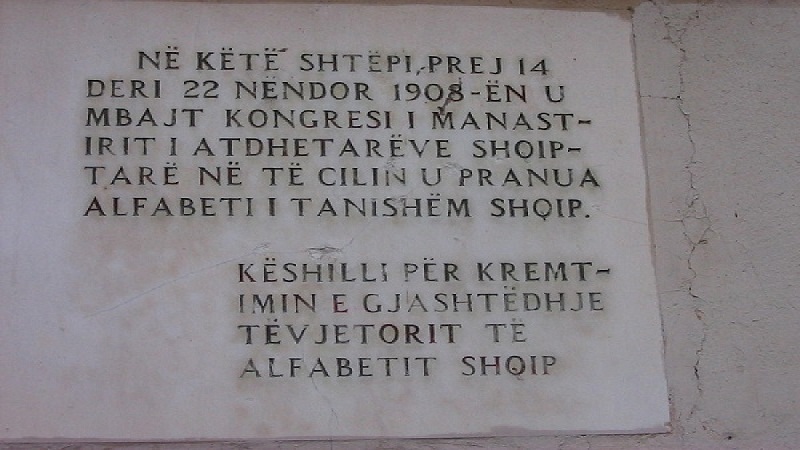 NË KËTË SHTËPI, PREJ 14
DERI 22 NËNDOR 1908-ËN U
MBAJT KONGRESI I MANAST-
IRIT I ATDHETARËVE SHQIP-
TARË NË TË CILIN U PRANUA
ALFABETI I TANISHËM SHQIP.
KËSHILLI PËR KREMT-
IMIN E GJASHTËDHJE
TËVJETORIT TË
ALFABETIT SHQIP